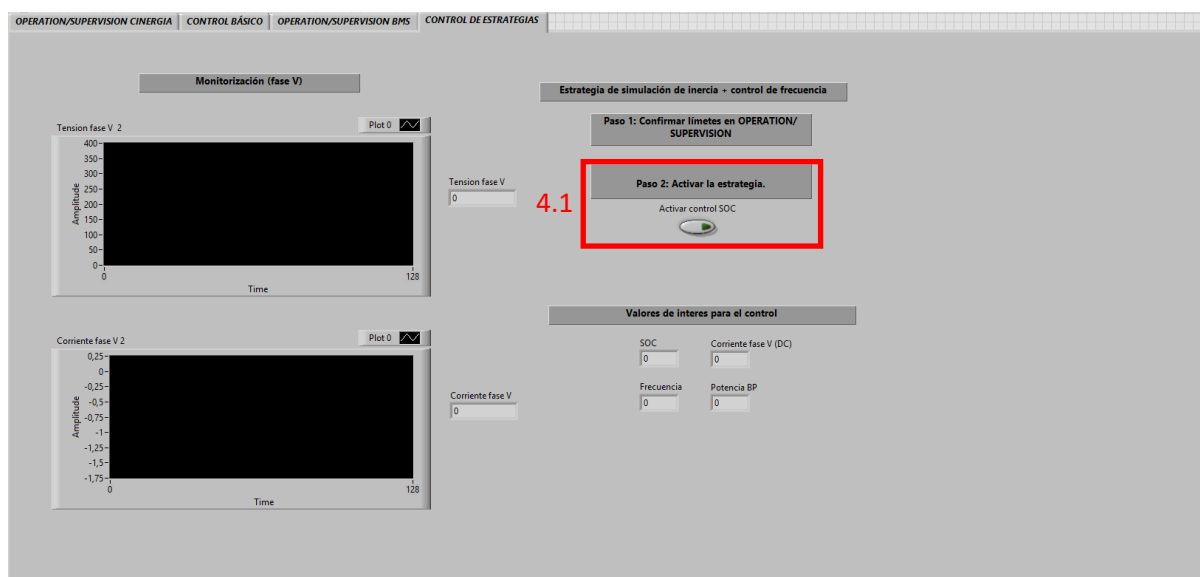 OPERATION/SUPERVISION CINERGIA
CONTROL BÁSICO
OPERATION/SUPERVISION BMS
CONTROL DE ESTRATEGIAS
Monitorización (fase V)
Tension fase V 2
Plot 0
400
350
300
250
200
150
100
50
0
Amplitude
0
128
Time
Tension fase V
0
Corriente fase V 2
Plot 0
0,25
0
-0,25
-0,5
-0,75
-1
-1,25
-1,5
-1,75
Amplitude
0
128
Time
Corriente fase V
0
Estrategia de simulación de inercia + control de frecuencia
Paso 1: Confirmar límetes en OPERATION/
SUPERVISION
4.1
Paso 2: Activar la estrategia.
Activar control SOC
Valores de interes para el control
SOC
0
Corriente fase V (DC)
0
Frecuencia
0
Potencia BP
0